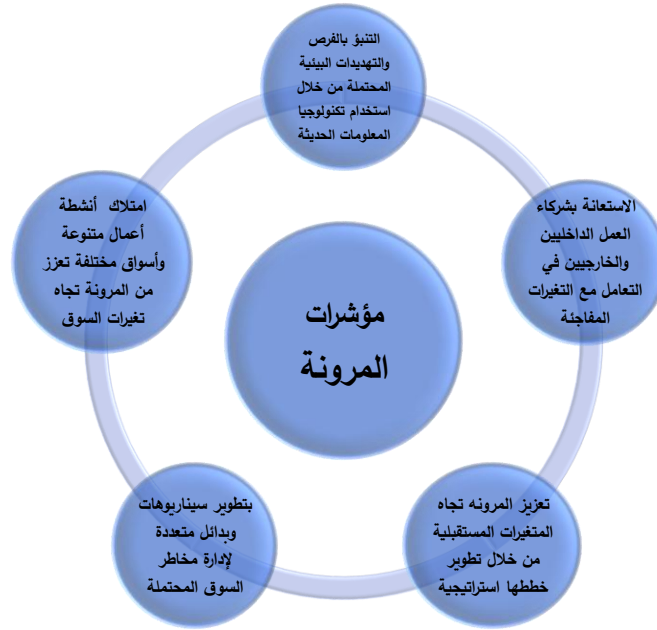 التنبؤ بالفرص
والتهديدات البيئية
المحتملة من خلال
استخدام تكنولوجيا
المعلومات الحديثة
الاستعانة بشركاء
العمل الداخليين
والخارجيين في
التعامل مع التغيرات
المفاجئة
تعزيز المرونه تجاه
المتغيرات المستقبلية
من خلال تطوير
خططها استراتيجية
بتطوير سيناريوهات
وبدائل متعددة
لإدارة مخاطر
السوق المحتملة
امتلاك أنشطة
أعمال متنوعة
وأسواق مختلفة تعزز
من المرونة تجاه
تغيرات السوق
مؤشرات
المرونة